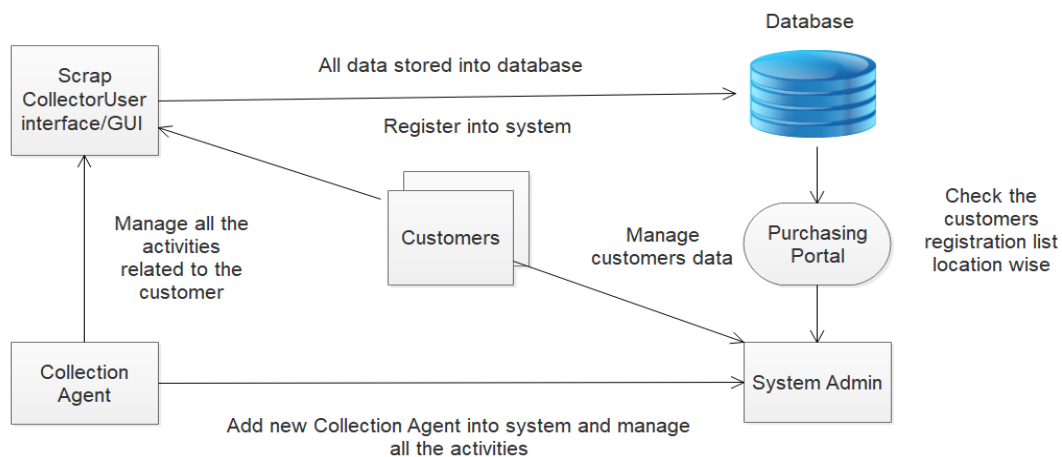 Database
Scrap
CollectorUser
interface/GUI
All data stored into database
Register into system
Customers
Manage all the
activities
related to the
customer
Manage
customers data
Purchasing
Portal
Check the
customers
registration list
location wise
Collection
Agent
System Admin
Add new Collection Agent into system and manage
all the activities